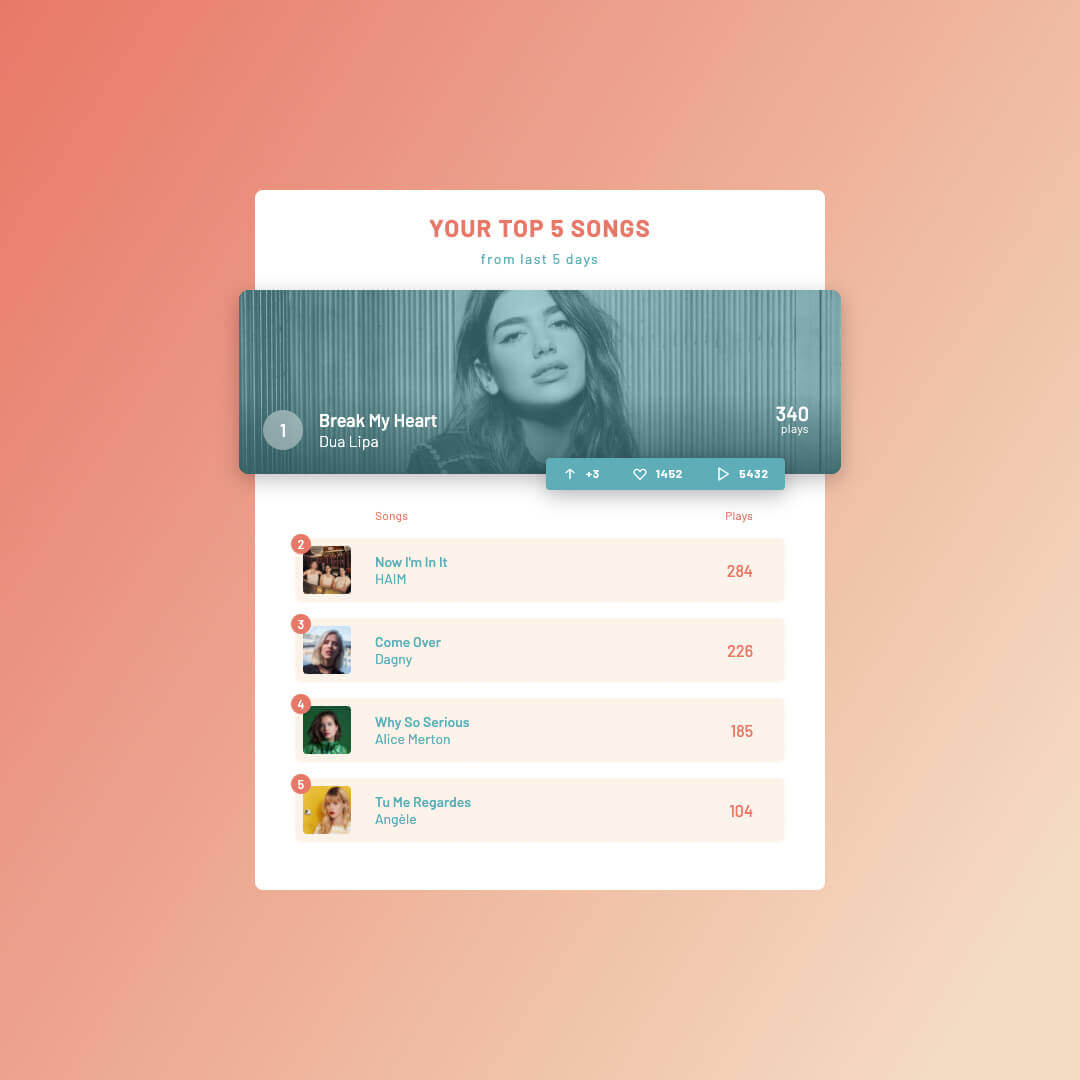 YOUR TOP 5 SONGS
from last 5 days
1
Break My Heart
Dua Lipa
340
plays
+3 1452 5432
Songs Plays
2
Now I'm In It
HAIM
284
3
Come Over
Dagny
226
4
Why So Serious
Alice Merton
185
5
Tu Me Regardes
Angèle
104